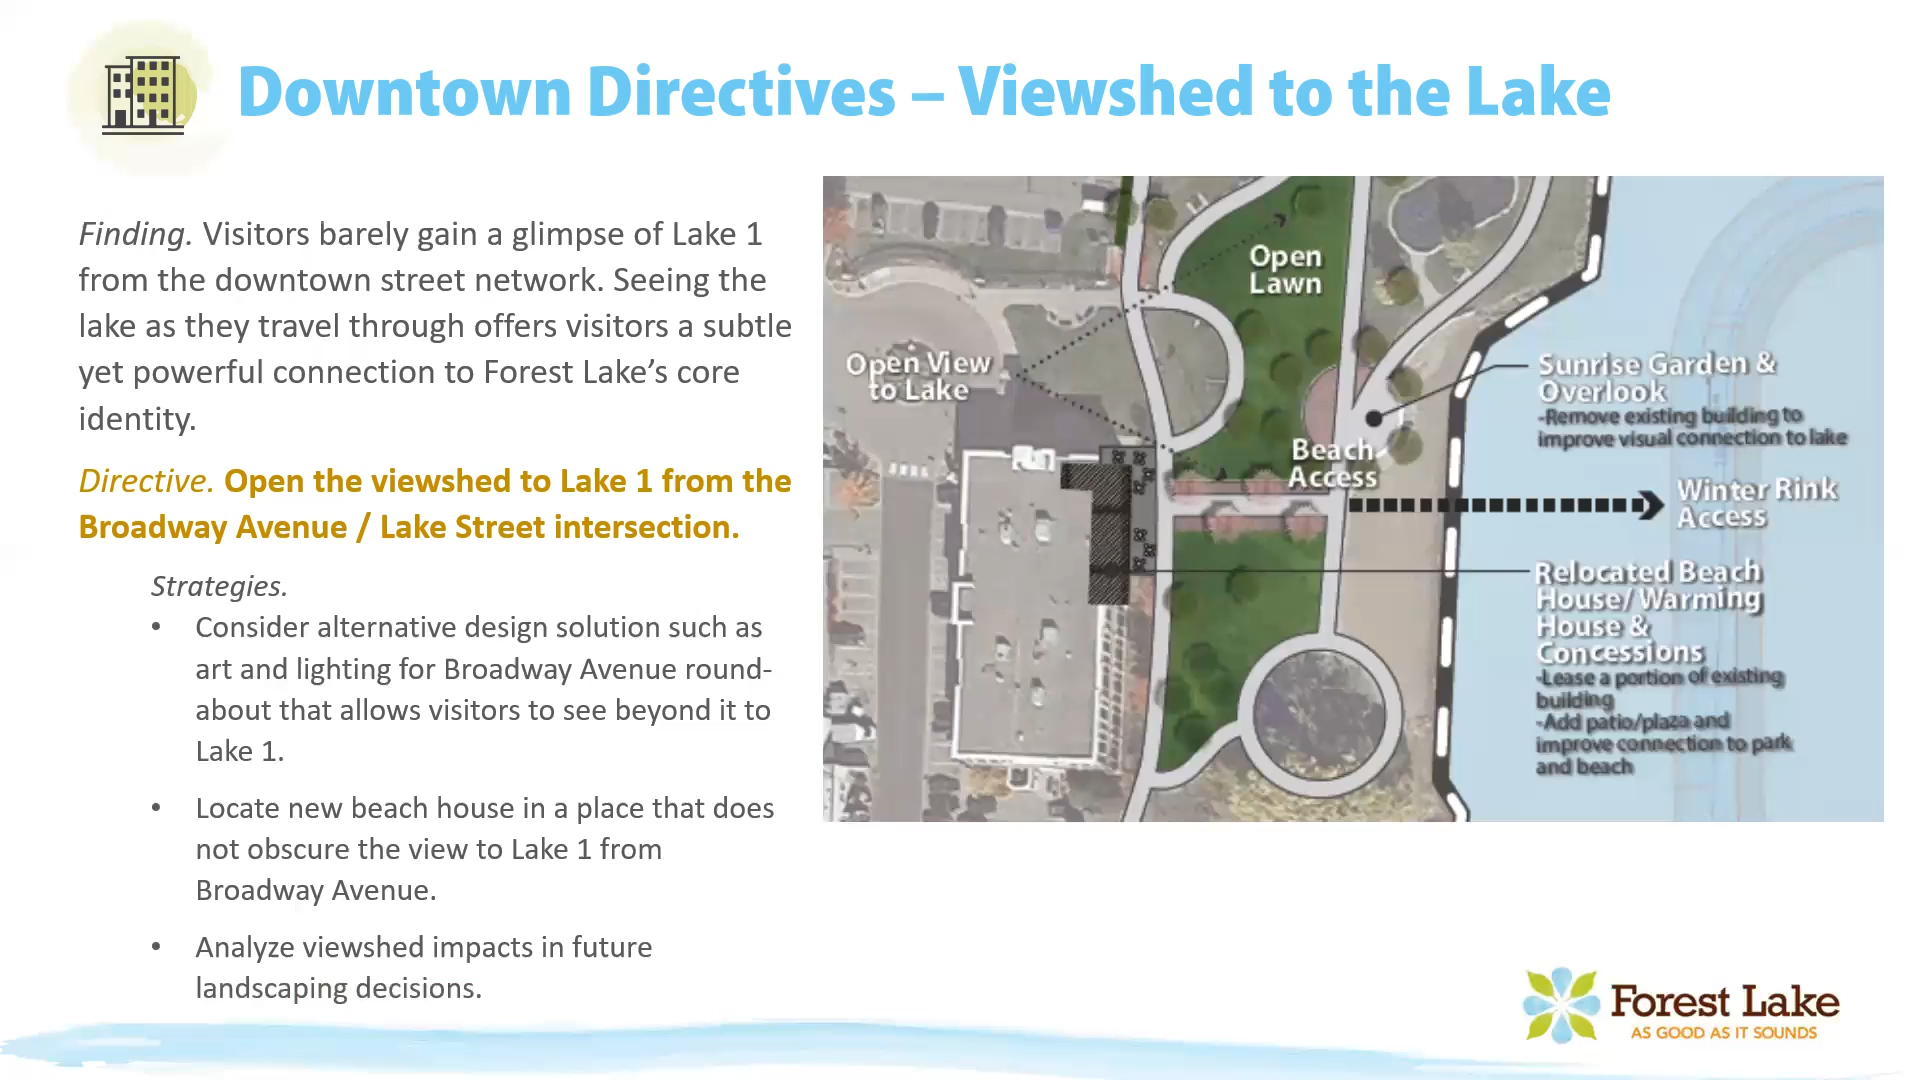 Downtown Directives – Viewshed to the Lake
Finding. Visitors barely gain a glimpse of Lake 1
from the downtown street network. Seeing the
lake as they travel through offers visitors a subtle
yet powerful connection to Forest Lake’s core
identity.
Directive. Open the viewshed to Lake 1 from the
Broadway Avenue / Lake Street intersection.
Strategies.
• Consider alternative design solution such as
art and lighting for Broadway Avenue round-
about that allows visitors to see beyond it to
Lake 1.
• Locate new beach house in a place that does
not obscure the view to Lake 1 from
Broadway Avenue.
• Analyze viewshed impacts in future
landscaping decisions.
Open
Lawn
Open View
to Lake
Sunrise Garden &
Overlook
-Remove existing building to
improve visual connection to lake
Beach
Access
Winter Rink
Access
Relocated Beach
House/Warming
House &
Concessions
-Lease a portion of existing
building
-Add patio/plaza and
improve connection to park
and beach
Forest Lake
AS GOOD AS IT SOUNDS